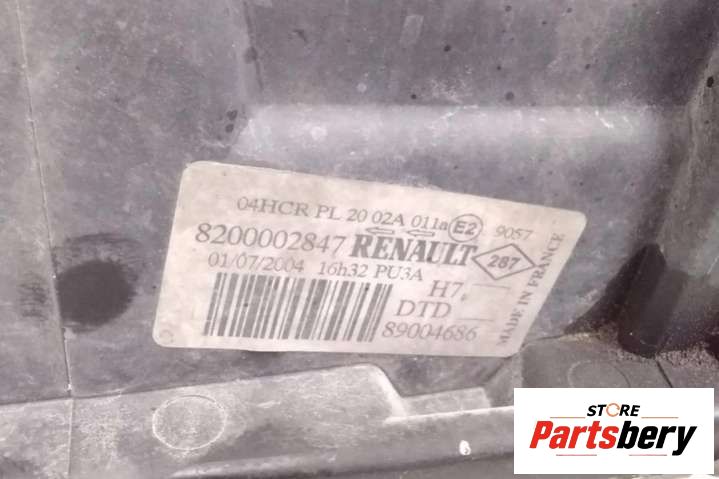 04HCR PL 20 02A 011a E2 9057
8200002847 RENAULT 287
01/07/2004 16h32 PU3A
H7
DTD
89004686
MADE IN FRANCE
STORE
Partsbery